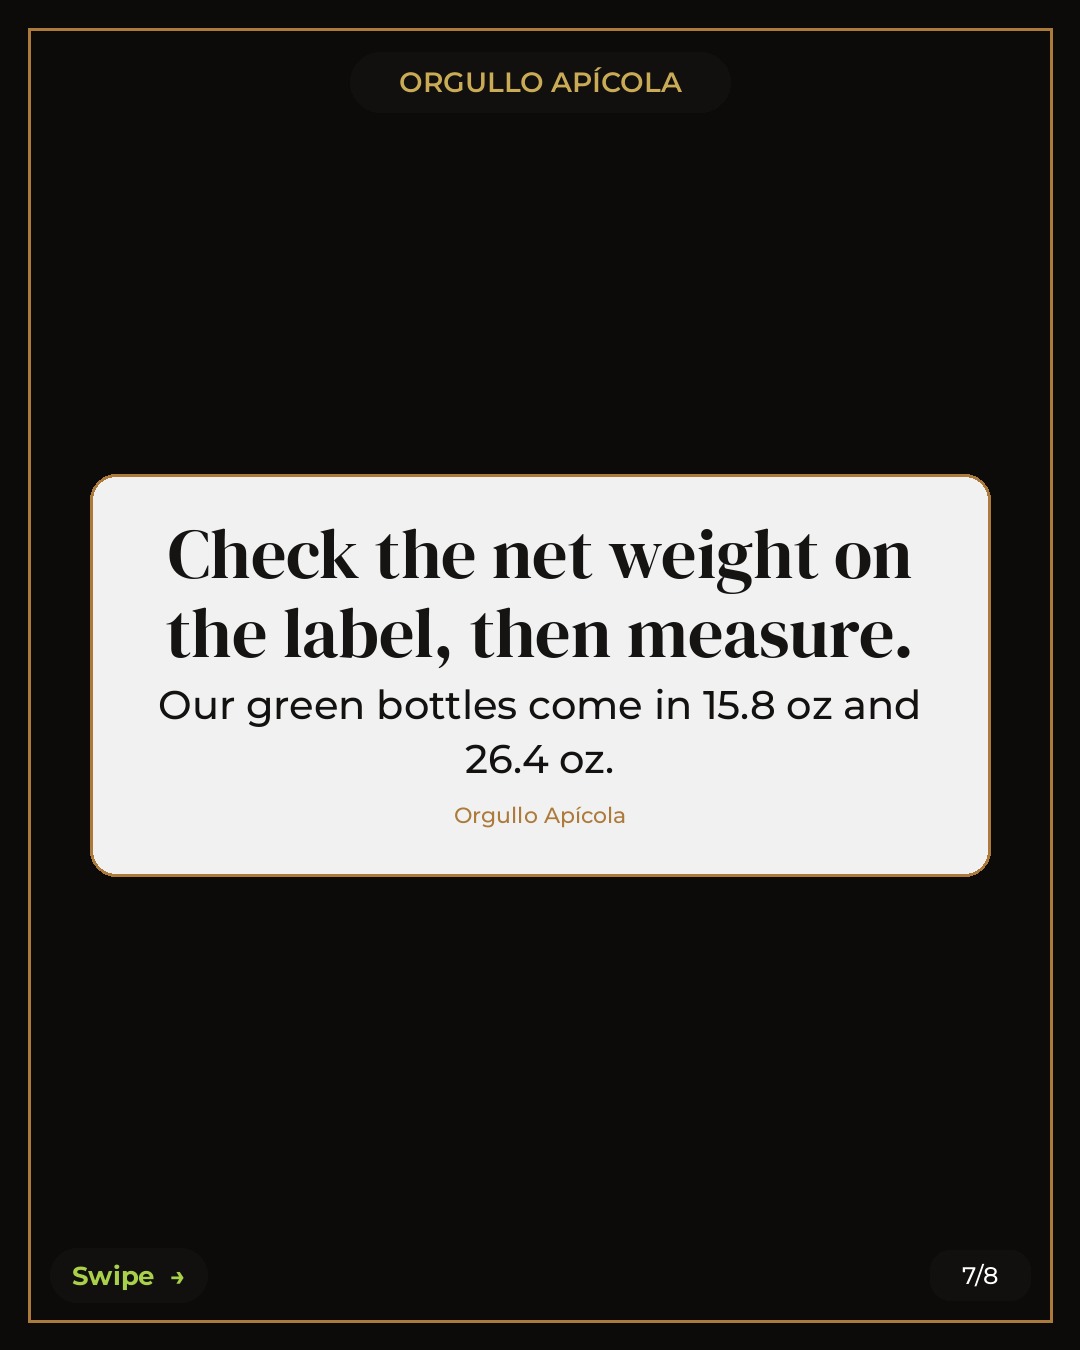 ORGULLO APÍCOLA
Check the net weight on
the label, then measure.
Our green bottles come in 15.8 oz and
26.4 oz.
Orgullo Apícola
Swipe →
7/8